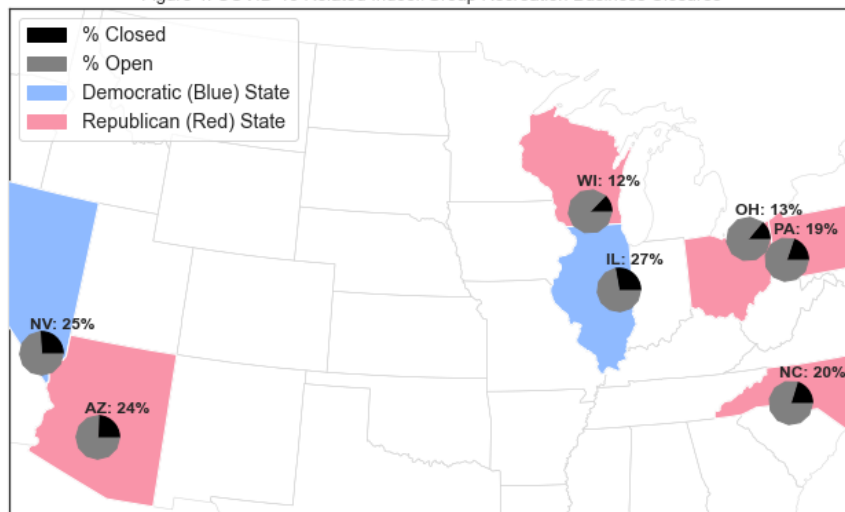 % Closed
% Open
Democratic (Blue) State
Republican (Red) State
WI: 12%
OH: 13%
PA: 19%
IL: 27%
NV: 25%
NC: 20%
AZ: 24%